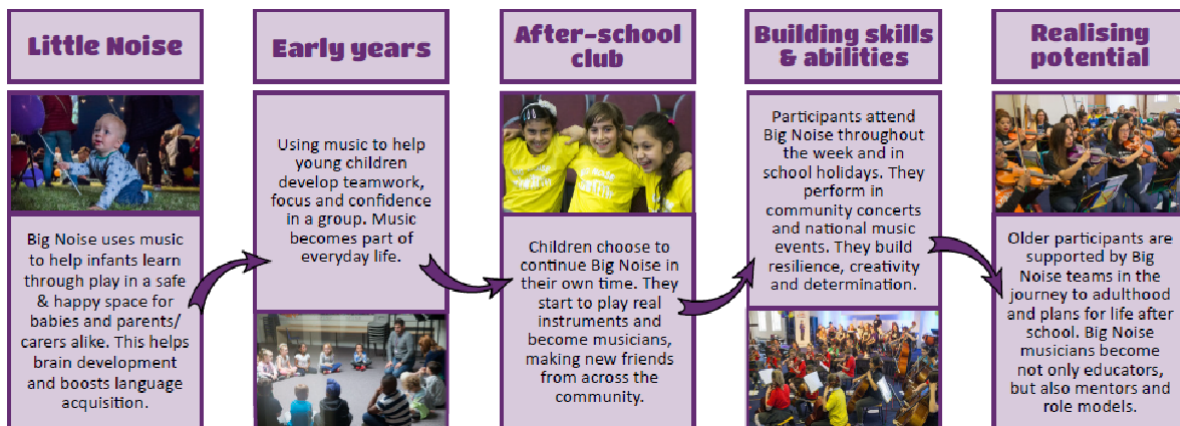 Little Noise
Big Noise uses music
to help infants learn
through play in a safe
& happy space for
babies and parents/
carers alike. This helps
brain development
and boosts language
acquisition.
Early years
Using music to help
young children
develop teamwork,
focus and confidence
in a group. Music
becomes part of
everyday life.
After-school
club
Children choose to
continue Big Noise in
their own time. They
start to play real
instruments and
become musicians,
making new friends
from across the
community.
Building skills
& abilities
Participants attend
Big Noise throughout
the week and in
school holidays. They
perform in
community concerts
and national music
events. They build
resilience, creativity
and determination.
Realising
potential
Older participants are
supported by Big
Noise teams in the
journey to adulthood
and plans for life after
school. Big Noise
musicians become
not only educators,
but also mentors and
role models.